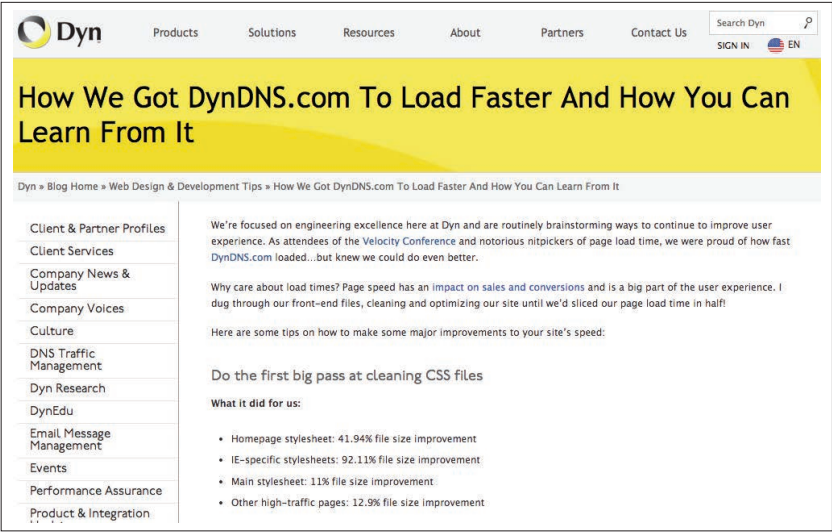 Dyn
Products Solutions Resources About Partners Contact Us
Search Dyn
SIGN IN EN
How We Got DynDNS.com To Load Faster And How You Can
Learn From It
Dyn » Blog Home » Web Design & Development Tips » How We Got DynDNS.com To Load Faster And How You Can Learn From It
Client & Partner Profiles
Client Services
Company News &
Updates
Company Voices
Culture
DNS Traffic
Management
Dyn Research
DynEdu
Email Message
Management
Events
Performance Assurance
Product & Integration
We're focused on engineering excellence here at Dyn and are routinely brainstorming ways to continue to improve user
experience. As attendees of the Velocity Conference and notorious nitpickers of page load time, we were proud of how fast
DynDNS.com loaded...but knew we could do even better.
Why care about load times? Page speed has an impact on sales and conversions and is a big part of the user experience. I
dug through our front-end files, cleaning and optimizing our site until we'd sliced our page load time in half!
Here are some tips on how to make some major improvements to your site's speed:
Do the first big pass at cleaning CSS files
What it did for us:
• Homepage stylesheet: 41.94% file size improvement
• IE-specific stylesheets: 92.11% file size improvement
• Main stylesheet: 11% file size improvement
• Other high-traffic pages: 12.9% file size improvement